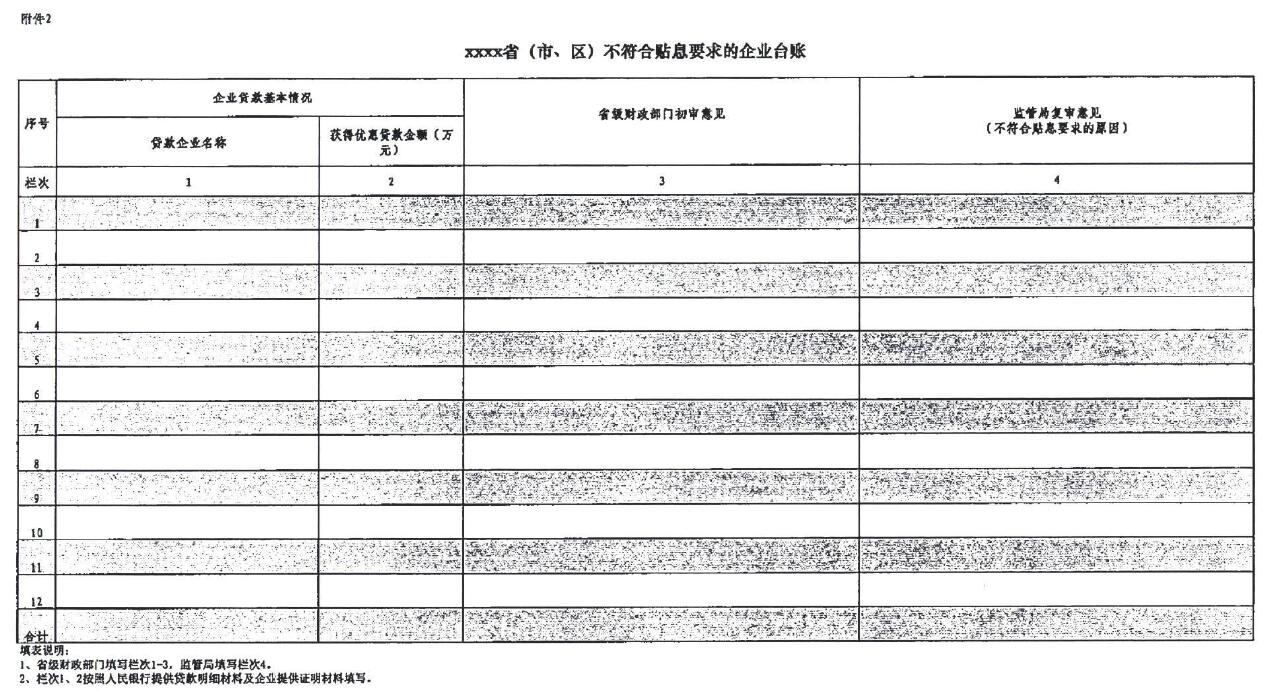 附件2
xxxx省（市、区）不符合贴息要求的企业台账
序号
企业贷款基本情况
省级财政部门初审意见
监管局复审意见
（不符合贴息要求的原因）
贷款企业名称
获得优惠贷款金额（万
元）
栏次 1 2 3 4
1
2
3
4
5
6
7
8
9
10
11
12
合计
填表说明：
1、省级财政部门填写栏次1-3，监管局填写栏次4。
2、栏次1、2按照人民银行提供贷款明细材料及企业提供证明材料填写。